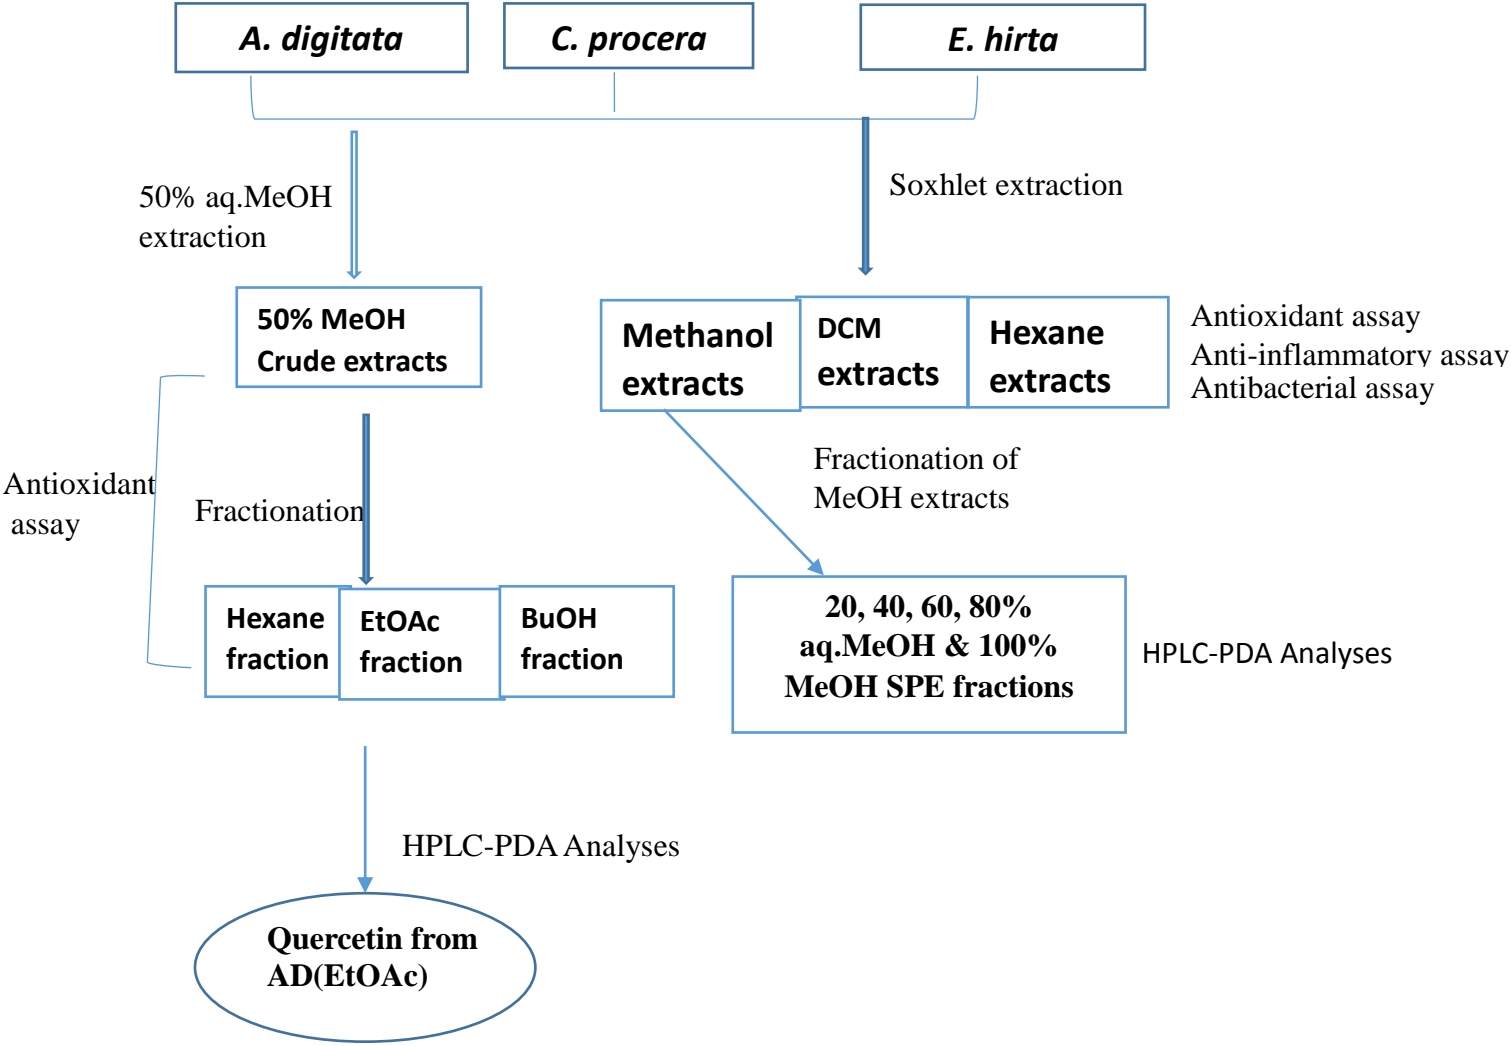 A. digitata
C. procera
E. hirta
50% aq.MeOH
extraction
Soxhlet extraction
50% MeOH
Crude extracts
Methanol
extracts
DCM
extracts
Hexane
extracts
Antioxidant assay
Anti-inflammatory assay
Antibacterial assay
Antioxidant
assay
Fractionation
Fractionation of
MeOH extracts
Hexane
fraction
EtOAc
fraction
BuOH
fraction
20, 40, 60, 80%
aq.MeOH & 100%
MeOH SPE fractions
HPLC-PDA Analyses
HPLC-PDA Analyses
Quercetin from
AD(EtOAc)